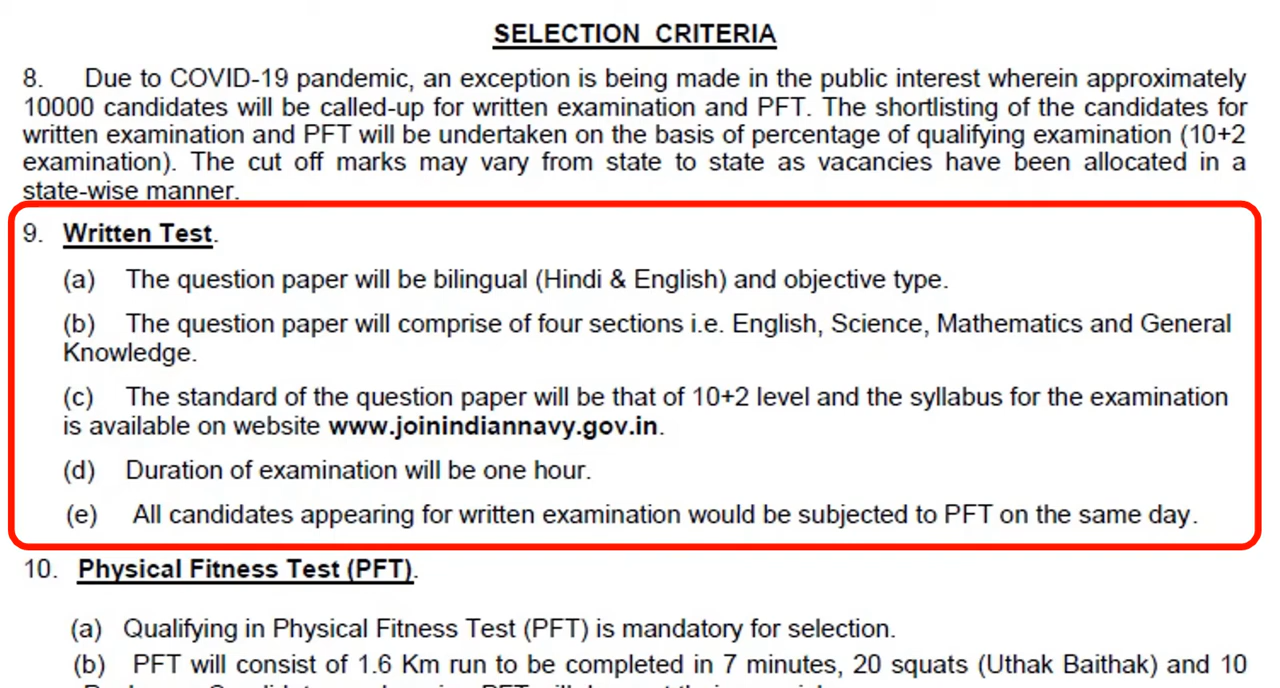 SELECTION CRITERIA
8. Due to COVID-19 pandemic, an exception is being made in the public interest wherein approximately
10000 candidates will be called-up for written examination and PFT. The shortlisting of the candidates for
written examination and PFT will be undertaken on the basis of percentage of qualifying examination (10+2
examination). The cut off marks may vary from state to state as vacancies have been allocated in a
state-wise manner.
9. Written Test.
(a) The question paper will be bilingual (Hindi & English) and objective type.
(b) The question paper will comprise of four sections i.e. English, Science, Mathematics and General
Knowledge.
(c) The standard of the question paper will be that of 10+2 level and the syllabus for the examination
is available on website www.joinindiannavy.gov.in.
(d) Duration of examination will be one hour.
(e) All candidates appearing for written examination would be subjected to PFT on the same day.
10. Physical Fitness Test (PFT).
(a) Qualifying in Physical Fitness Test (PFT) is mandatory for selection.
(b) PFT will consist of 1.6 Km run to be completed in 7 minutes, 20 squats (Uthak Baithak) and 10